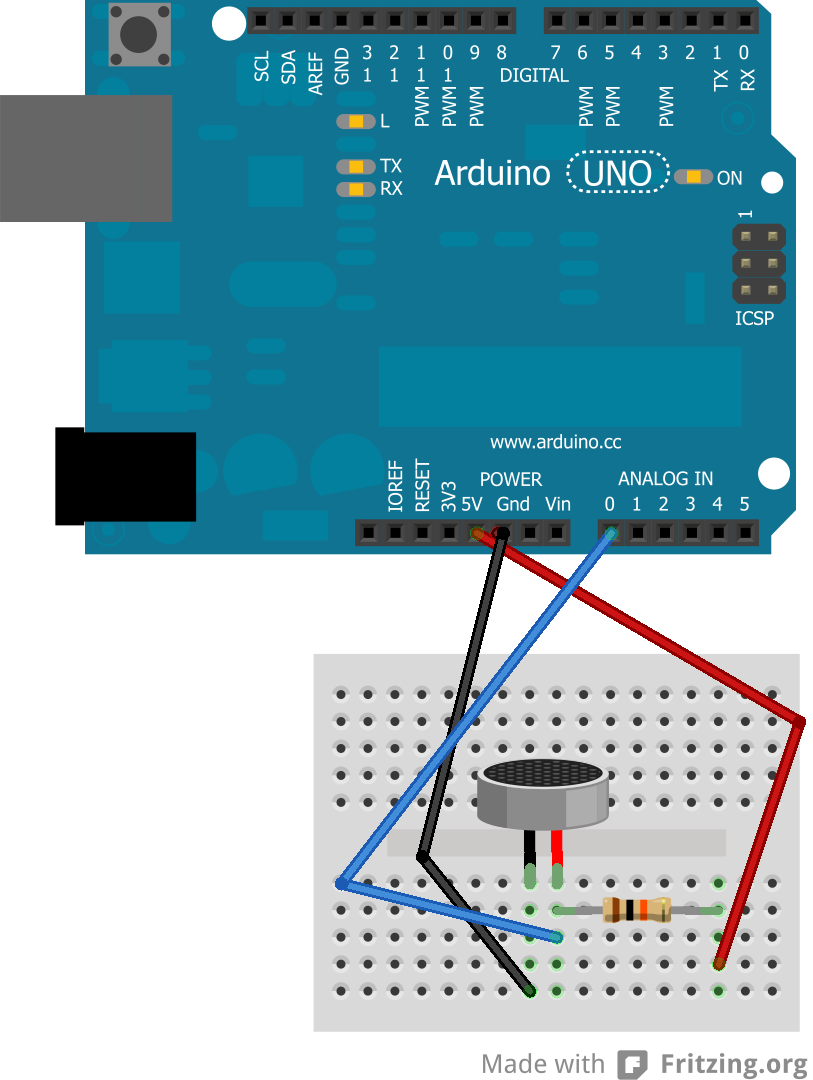 SCL SDA AREF GND 13 12 11 10 9 8 7 6 5 4 3 2 1 0
PWM PWM PWM PWM PWM PWM TX RX
DIGITAL
L
TX
RX
Arduino UNO ON
1
ICSP
www.arduino.cc
POWER ANALOG IN
IOREF RESET 3V3 5V Gnd Vin 0 1 2 3 4 5
Made with Fritzing.org